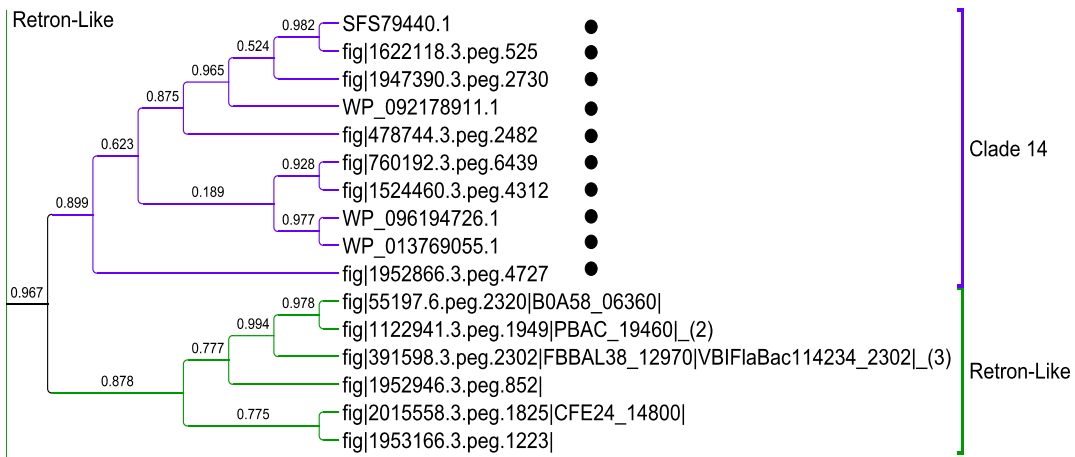 Retron-Like
0.982 SFS79440.1
0.524 fig|1622118.3.peg.525
0.965 fig|1947390.3.peg.2730
0.875 WP_092178911.1
0.623 fig|478744.3.peg.2482
Clade 14
0.928 fig|760192.3.peg.6439
0.189 fig|1524460.3.peg.4312
0.899 0.977 WP_096194726.1
WP_013769055.1
fig|1952866.3.peg.4727
0.967 0.978 fig|55197.6.peg.2320|B0A58_06360|
0.994 fig|1122941.3.peg.1949|PBAC_19460|_(2)
0.777 fig|391598.3.peg.2302|FBBAL38_12970|VBIFlaBac114234_2302|_(3)
Retron-Like
0.878 fig|1952946.3.peg.852|
0.775 fig|2015558.3.peg.1825|CFE24_14800|
fig|1953166.3.peg.1223|